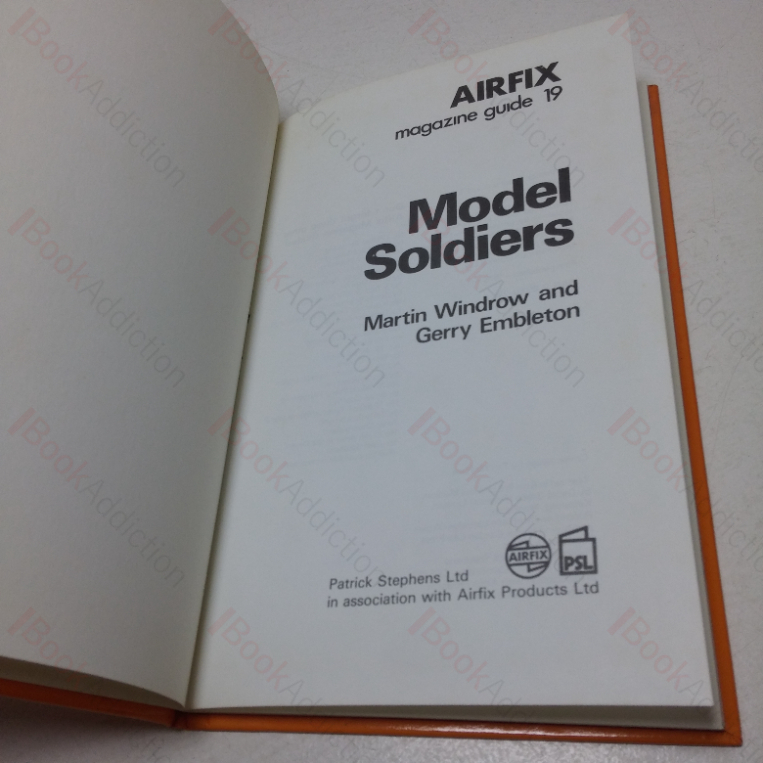 AIRFIX
magazine guide 19
Model
Soldiers
Martin Windrow and
Gerry Embleton
AIRFIX
PSL
Patrick Stephens Ltd
in association with Airfix Products Ltd
BookAddiction